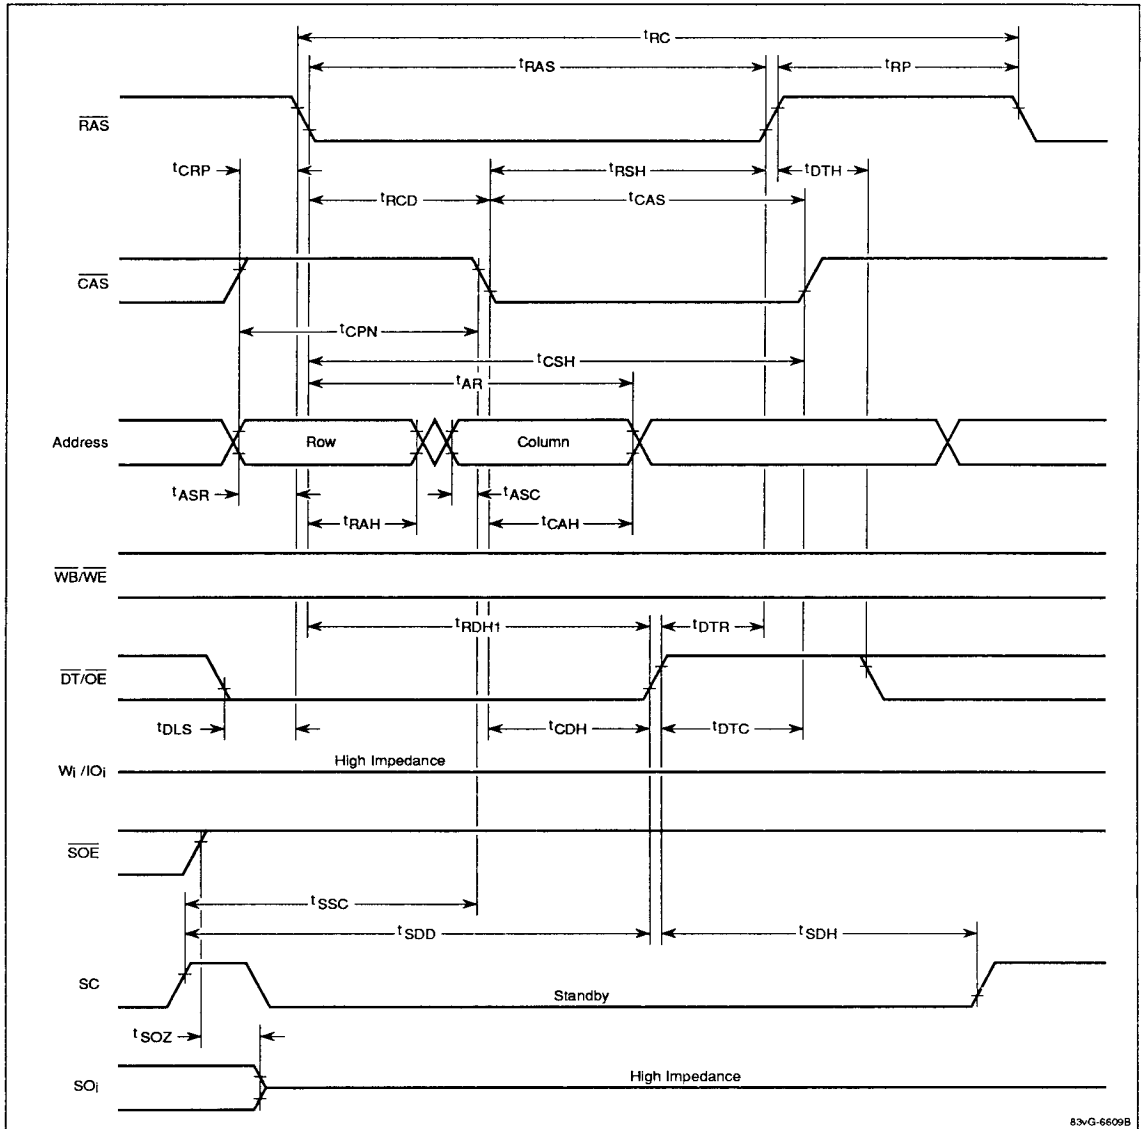 tRC
tRAS
tRP
RAS
tCRP
tRSH
tDTH
tRCD
tCAS
CAS
tCPN
tCSH
tAR
Address
Row
Column
tASR
tASC
tRAH
tCAH
WB/WE
tRDH1
tDTR
DT/OE
tDLS
tCDH
tDTC
High Impedance
Wi/IOi
SOE
tSSC
tSDD
tSDH
SC
Standby
tSOZ
SOi
High Impedance
83vG-6609B